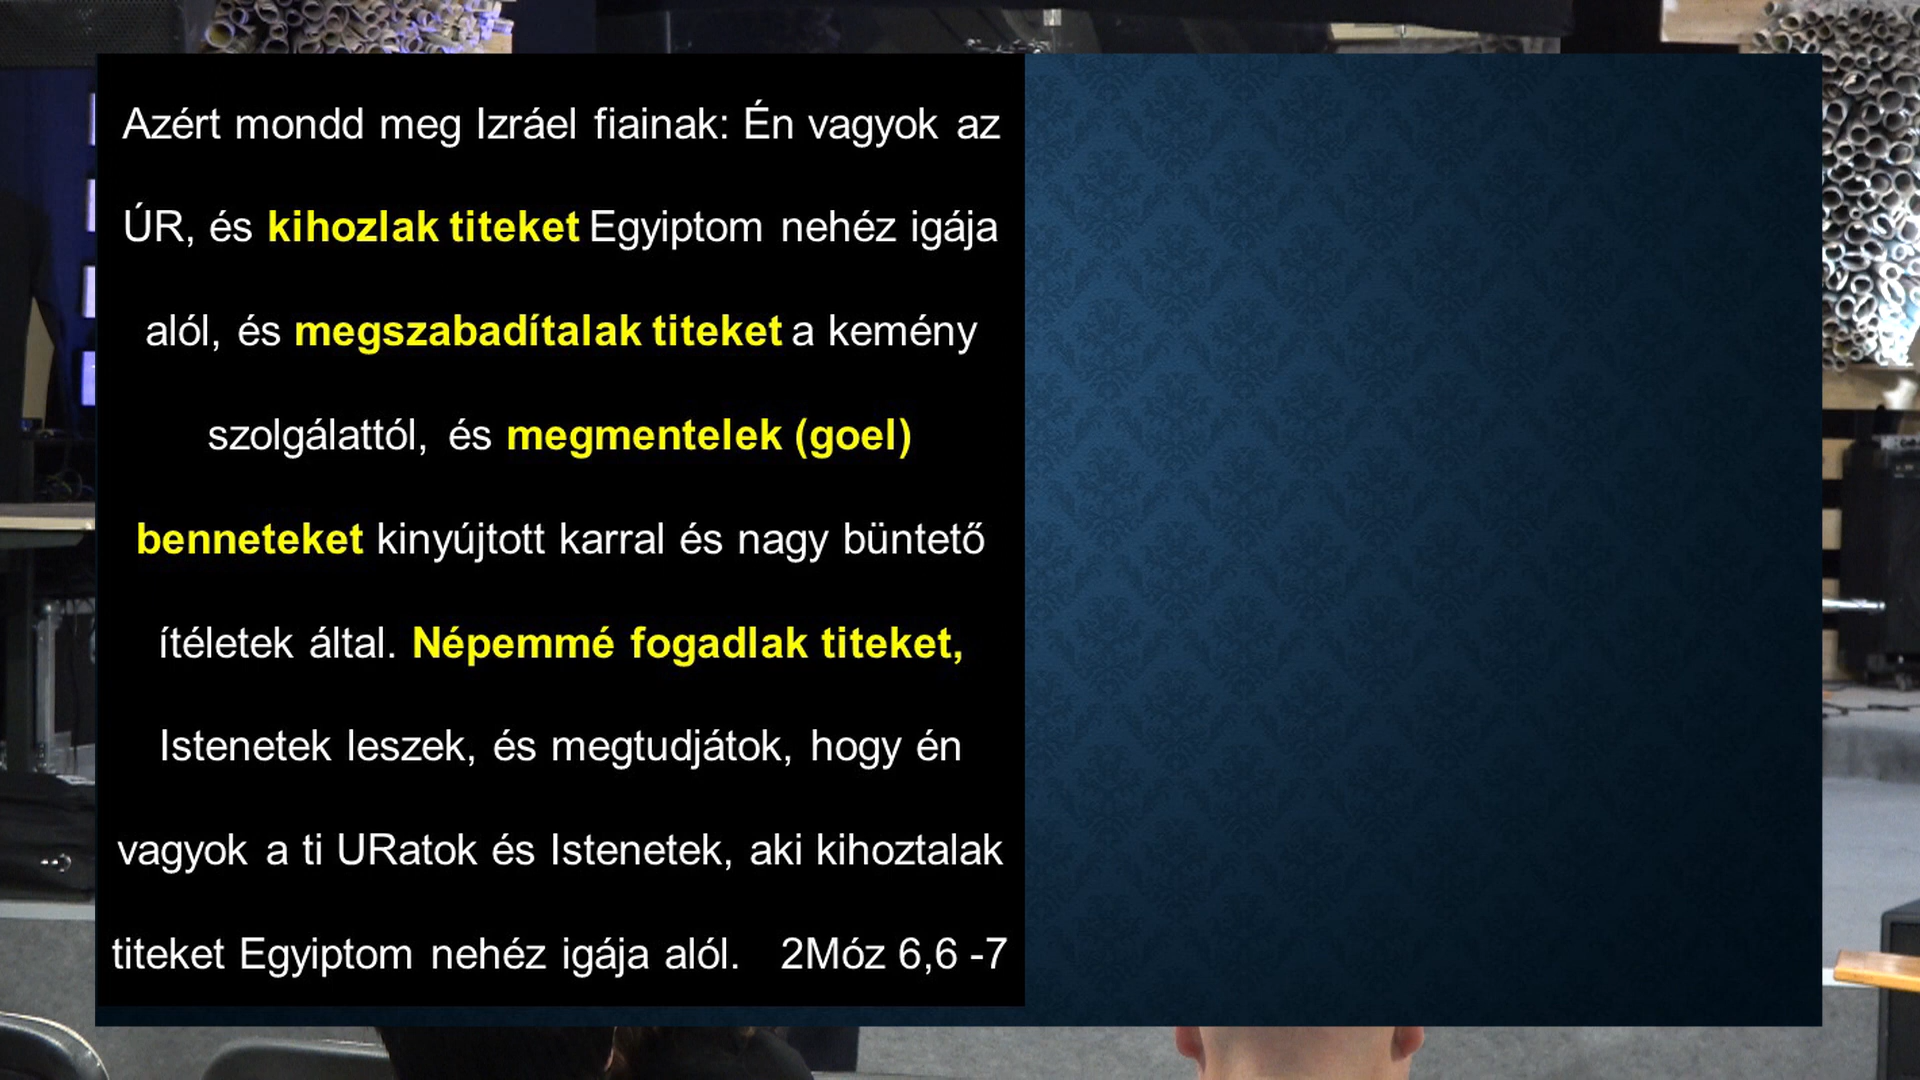 Azért mondd meg Izráel fiainak: Én vagyok az
ÚR, és kihozlak titeket Egyiptom nehéz igája
alól, és megszabadítalak titeket a kemény
szolgálattól, és megmentelek (goel)
benneteket kinyújtott karral és nagy büntető
ítéletek által. Népemmé fogadlak titeket,
Istenetek leszek, és megtudjátok, hogy én
vagyok a ti URatok és Istenetek, aki kihoztalak
titeket Egyiptom nehéz igája alól. 2Móz 6,6 -7